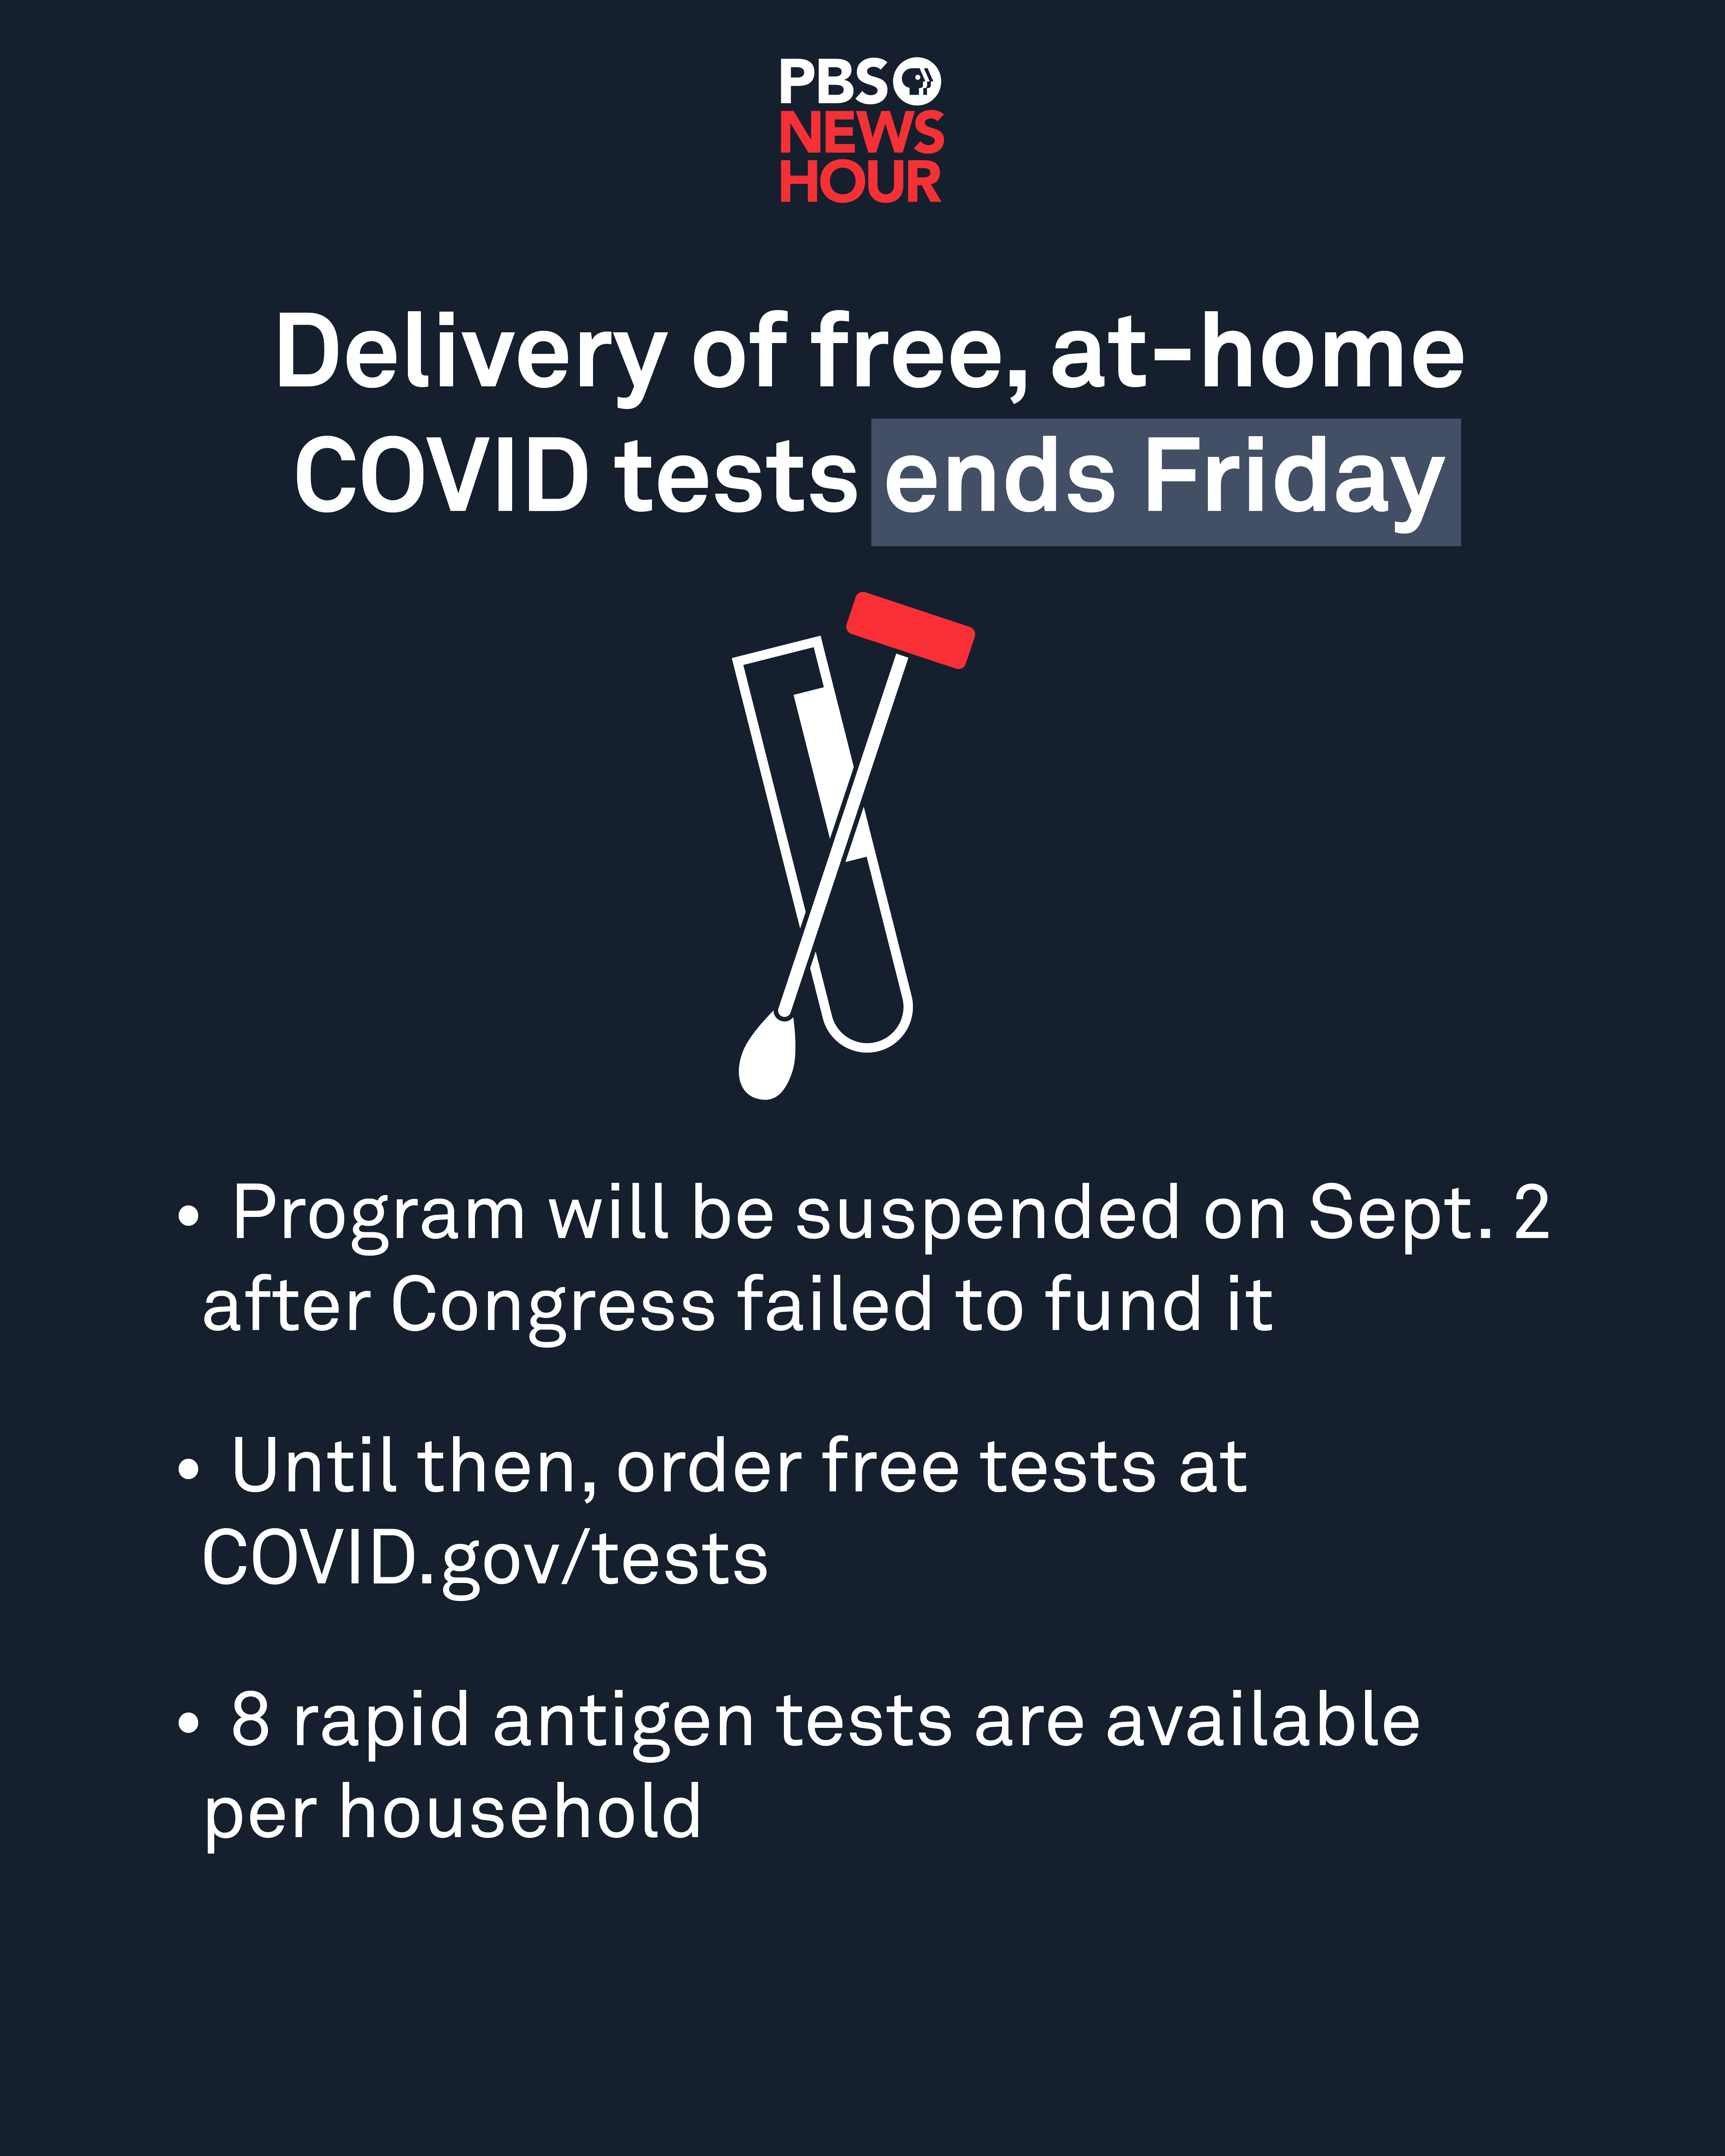 PBS
NEWS
HOUR
Delivery of free, at-home
COVID tests ends Friday
• Program will be suspended on Sept. 2
after Congress failed to fund it
• Until then, order free tests at
COVID.gov/tests
• 8 rapid antigen tests are available
per household